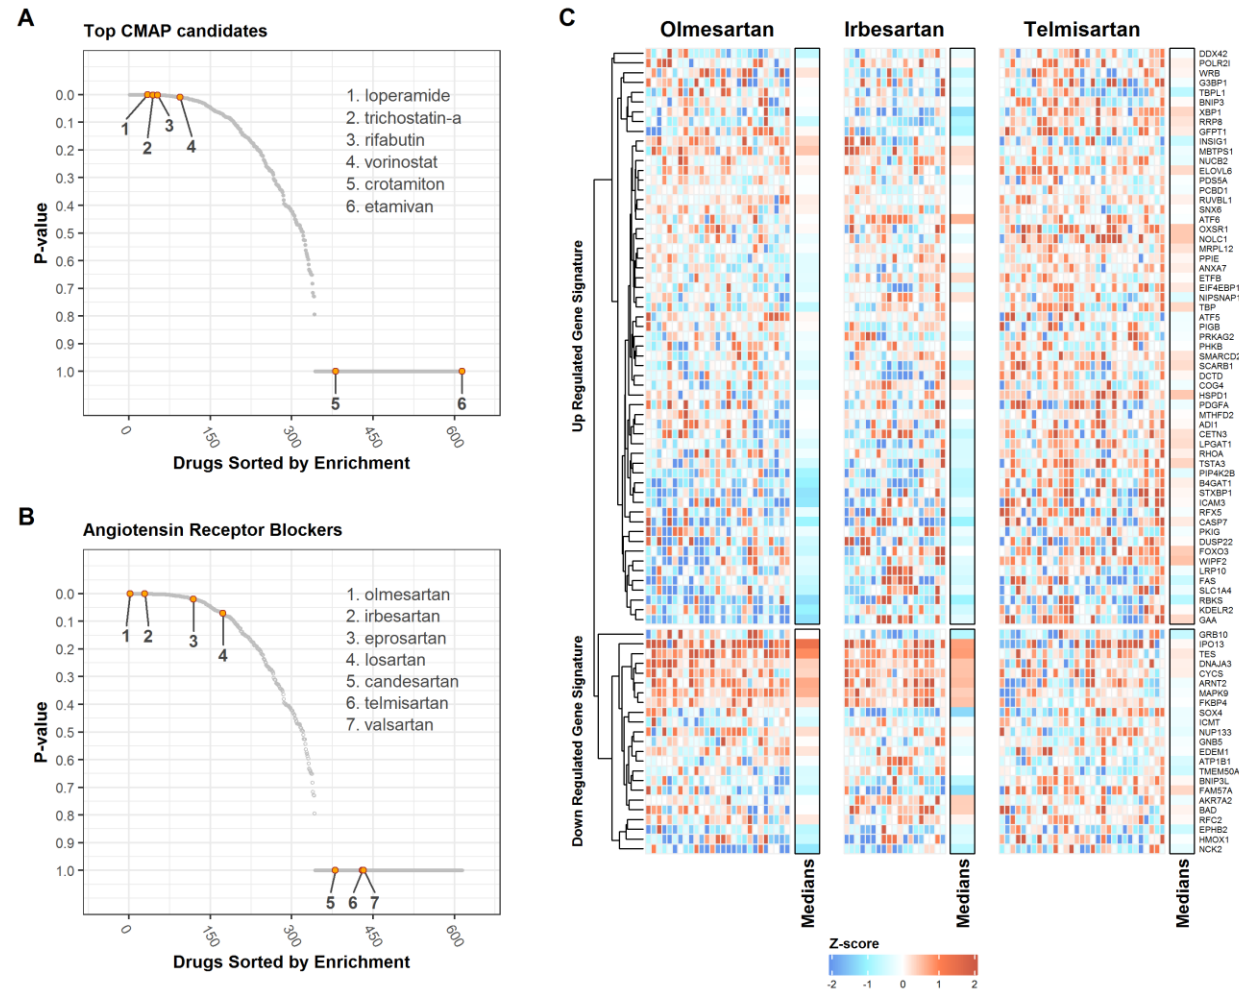 A
Top CMAP candidates
P-value
0.0
0.1
0.2
0.3
0.4
0.5
0.6
0.7
0.8
0.9
1.0
1
2
3
4
5
6
1. loperamide
2. trichostatin-a
3. rifabutin
4. vorinostat
5. crotamiton
6. etamivan
0
150
300
450
600
Drugs Sorted by Enrichment
B
Angiotensin Receptor Blockers
P-value
0.0
0.1
0.2
0.3
0.4
0.5
0.6
0.7
0.8
0.9
1.0
1
2
3
4
5
6
7
1. olmesartan
2. irbesartan
3. eprosartan
4. losartan
5. candesartan
6. telmisartan
7. valsartan
0
150
300
450
600
Drugs Sorted by Enrichment
C
Olmesartan
Irbesartan
Telmisartan
Up Regulated Gene Signature
DDX42
POLR2I
WRB
G3BP1
TBPL1
BNIP3
XBP1
RRP8
GFPT1
INSIG1
MBTPS1
NUCB2
ELOVL6
PDS5A
PCBD1
RUVBL1
SNX6
ATF6
OXSR1
NOLC1
MRPL12
PPIE
ANXA7
ETFB
EIF4EBP1
NIPSNAP1
TBP
ATF5
PIGB
PRKAG2
PHKB
SMARCD2
SCARB1
DCTD
COG4
HSPD1
PDGFA
MTHFD2
ADI1
CETN3
LPGAT1
RHOA
TSTA3
PIP4K2B
B4GAT1
STXBP1
ICAM3
RFX5
CASP7
PKIG
DUSP22
FOXO3
WIPF2
LRP10
FAS
SLC1A4
RBKS
KDELR2
GAA
Down Regulated Gene Signature
GRB10
IPO13
TES
DNAJA3
CYCS
ARNT2
MAPK9
FKBP4
SOX4
ICMT
NUP133
GNB5
EDEM1
ATP1B1
TMEM50A
BNIP3L
FAM57A
AKR7A2
BAD
RFC2
EPHB2
HMOX1
NCK2
Medians
Medians
Medians
Z-score
-2
-1
0
1
2